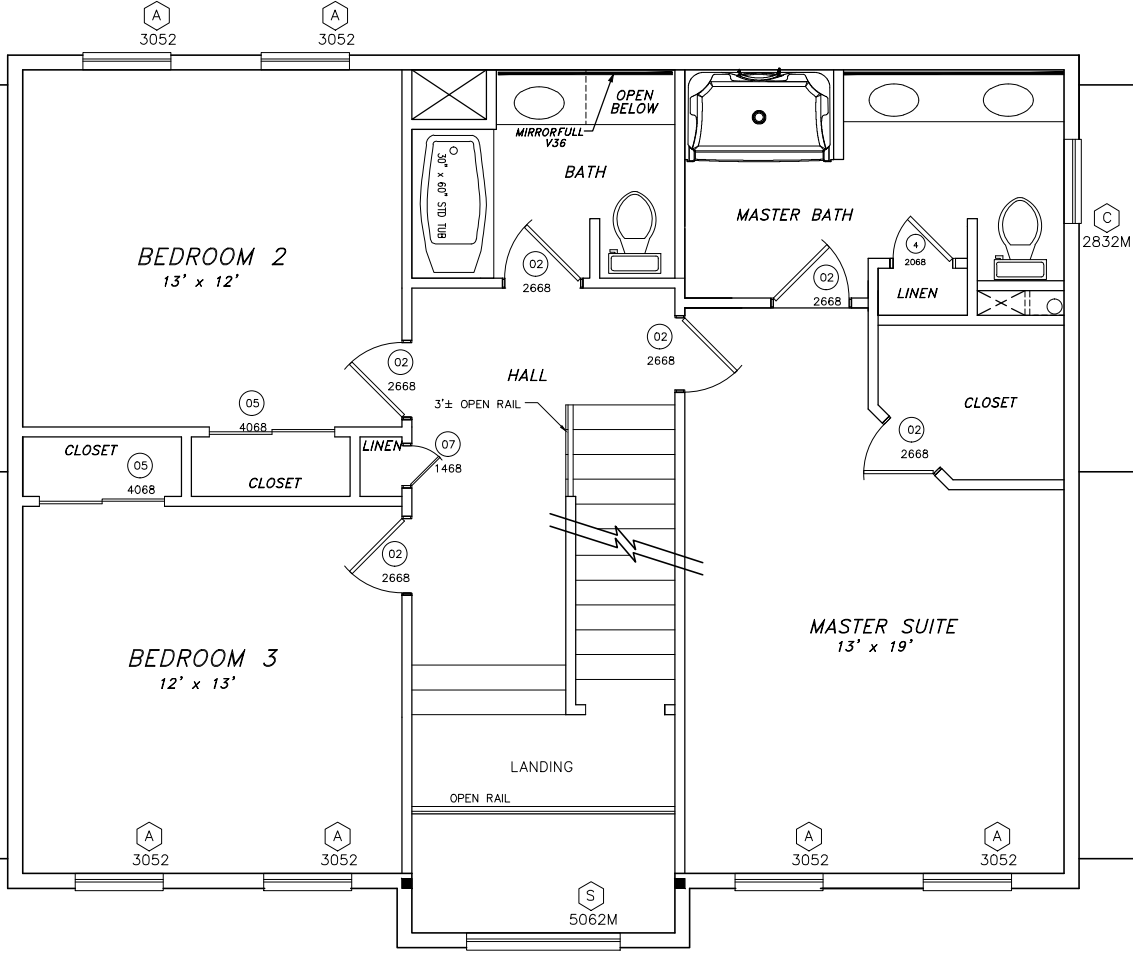 A
3052
A
3052
OPEN
BELOW
MIRRORFULL
V36
BATH
30" x 60" STD TUB
MASTER BATH
C
2832M
BEDROOM 2
13' x 12'
02
2668
4
2068
02
2668
LINEN
02
2668
02
2668
HALL
3'± OPEN RAIL
05
4068
CLOSET
02
2668
CLOSET
05
4068
CLOSET
LINEN
07
1468
02
2668
BEDROOM 3
12' x 13'
MASTER SUITE
13' x 19'
LANDING
OPEN RAIL
A
3052
A
3052
A
3052
A
3052
S
5062M